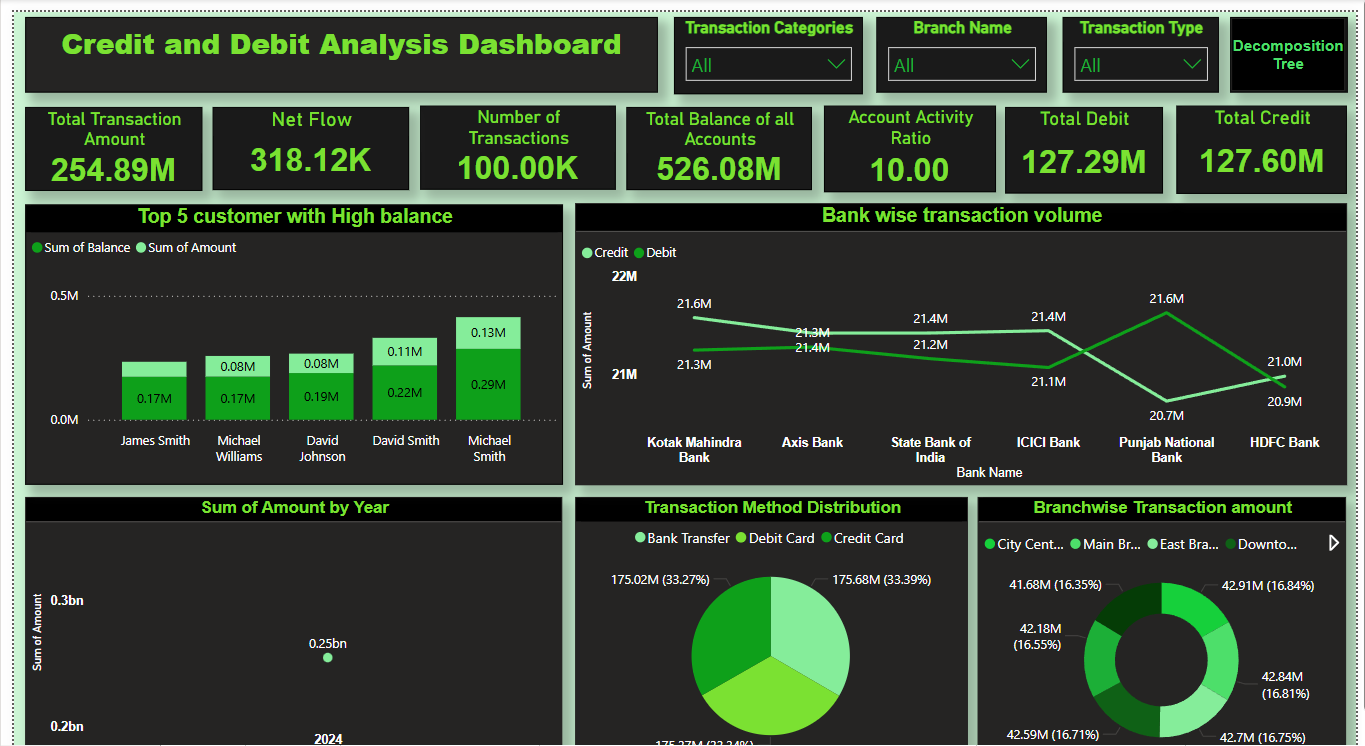 Credit and Debit Analysis Dashboard
Transaction Categories
All
Branch Name
All
Transaction Type
All
Decomposition
Tree
Total Transaction
Amount
254.89M
Net Flow
318.12K
Number of
Transactions
100.00K
Total Balance of all
Accounts
526.08M
Account Activity
Ratio
10.00
Total Debit
127.29M
Total Credit
127.60M
Top 5 customer with High balance
Sum of Balance Sum of Amount
0.5M
0.0M
0.17M
0.08M
0.17M
0.08M
0.19M
0.11M
0.22M
0.13M
0.29M
James Smith
Michael
Williams
David
Johnson
David Smith
Michael
Smith
Bank wise transaction volume
Credit Debit
Sum of Amount
22M
21M
21.6M
21.3M
21.3M
21.4M
21.4M
21.2M
21.4M
21.1M
21.6M
20.7M
21.0M
20.9M
Kotak Mahindra
Bank
Axis Bank
State Bank of
India
ICICI Bank
Punjab National
Bank
HDFC Bank
Bank Name
Sum of Amount by Year
Sum of Amount
0.3bn
0.2bn
0.25bn
2024
Transaction Method Distribution
Bank Transfer Debit Card Credit Card
175.02M (33.27%)
175.68M (33.39%)
Branchwise Transaction amount
City Cent... Main Br... East Bra... Downto...
41.68M (16.35%)
42.91M (16.84%)
42.18M
(16.55%)
42.84M
(16.81%)
42.59M (16.71%)
42.7M (16.75%)